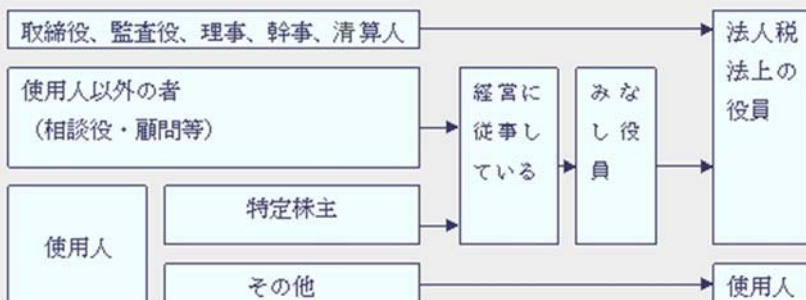 取締役、監査役、理事、幹事、清算人
法人税
法上の
役員
使用人以外の者
（相談役・顧問等）
経営に
従事し
ている
みな
し役
員
使用人
特定株主
その他
使用人